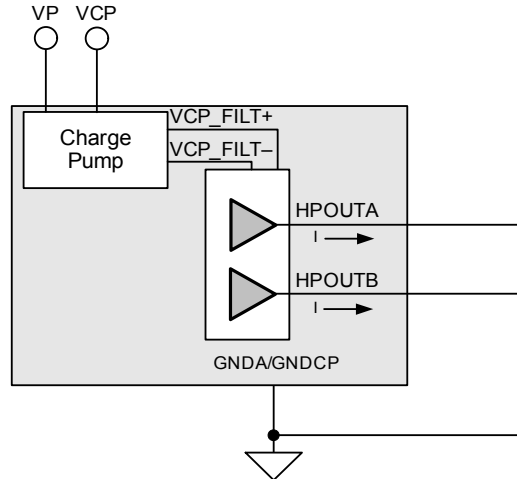 VP
VCP
Charge
Pump
VCP_FILT+
VCP_FILT–
HPOUTA
I
HPOUTB
I
GNDA/GNDCP